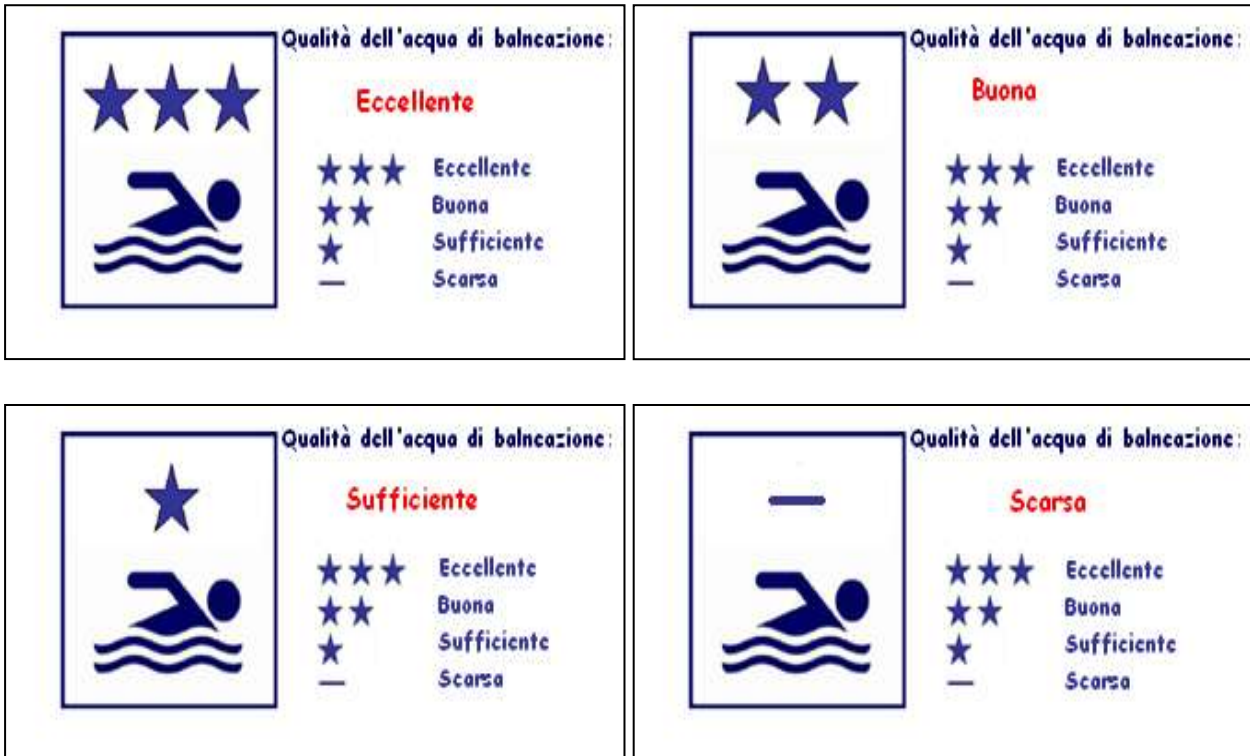 Qualità dell'acqua di balneazione:
Eccellente
Eccellente
Buona
Sufficiente
Scarsa
Qualità dell'acqua di balneazione:
Buona
Eccellente
Buona
Sufficiente
Scarsa
Qualità dell'acqua di balneazione:
Sufficiente
Eccellente
Buona
Sufficiente
Scarsa
Qualità dell'acqua di balneazione:
Scarsa
Eccellente
Buona
Sufficiente
Scarsa